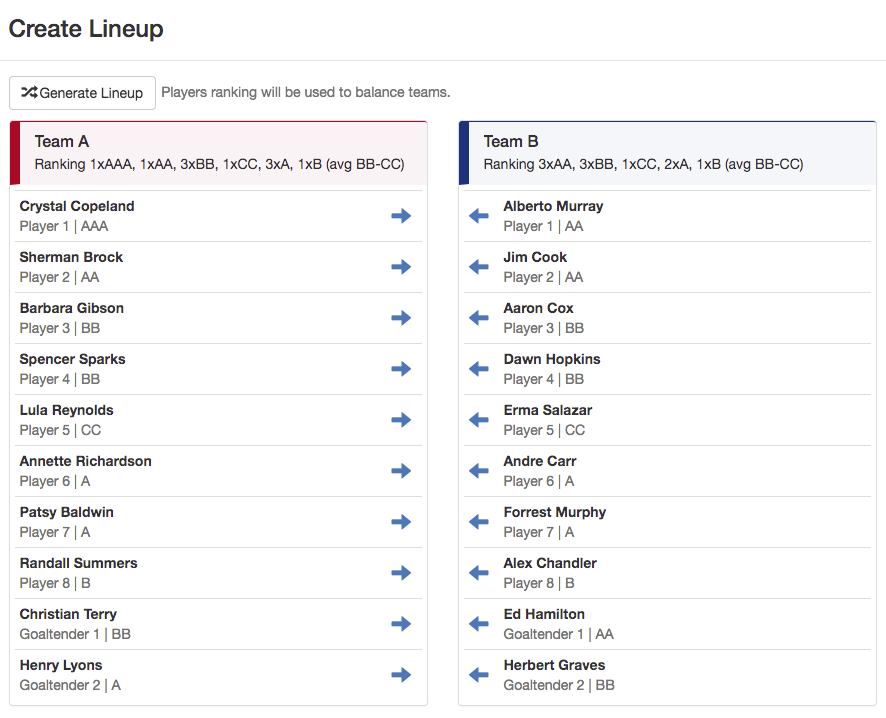 Create Lineup
Generate Lineup Players ranking will be used to balance teams.
Team A
Ranking 1xAAA, 1xAA, 3xBB, 1xCC, 3xA, 1xB (avg BB-CC)
Crystal Copeland
Player 1 | AAA
Sherman Brock
Player 2 | AA
Barbara Gibson
Player 3 | BB
Spencer Sparks
Player 4 | BB
Lula Reynolds
Player 5 | CC
Annette Richardson
Player 6 | A
Patsy Baldwin
Player 7 | A
Randall Summers
Player 8 | B
Christian Terry
Goaltender 1 | BB
Henry Lyons
Goaltender 2 | A
Team B
Ranking 3xAA, 3xBB, 1xCC, 2xA, 1xB (avg BB-CC)
Alberto Murray
Player 1 | AA
Jim Cook
Player 2 | AA
Aaron Cox
Player 3 | BB
Dawn Hopkins
Player 4 | BB
Erma Salazar
Player 5 | CC
Andre Carr
Player 6 | A
Forrest Murphy
Player 7 | A
Alex Chandler
Player 8 | B
Ed Hamilton
Goaltender 1 | AA
Herbert Graves
Goaltender 2 | BB